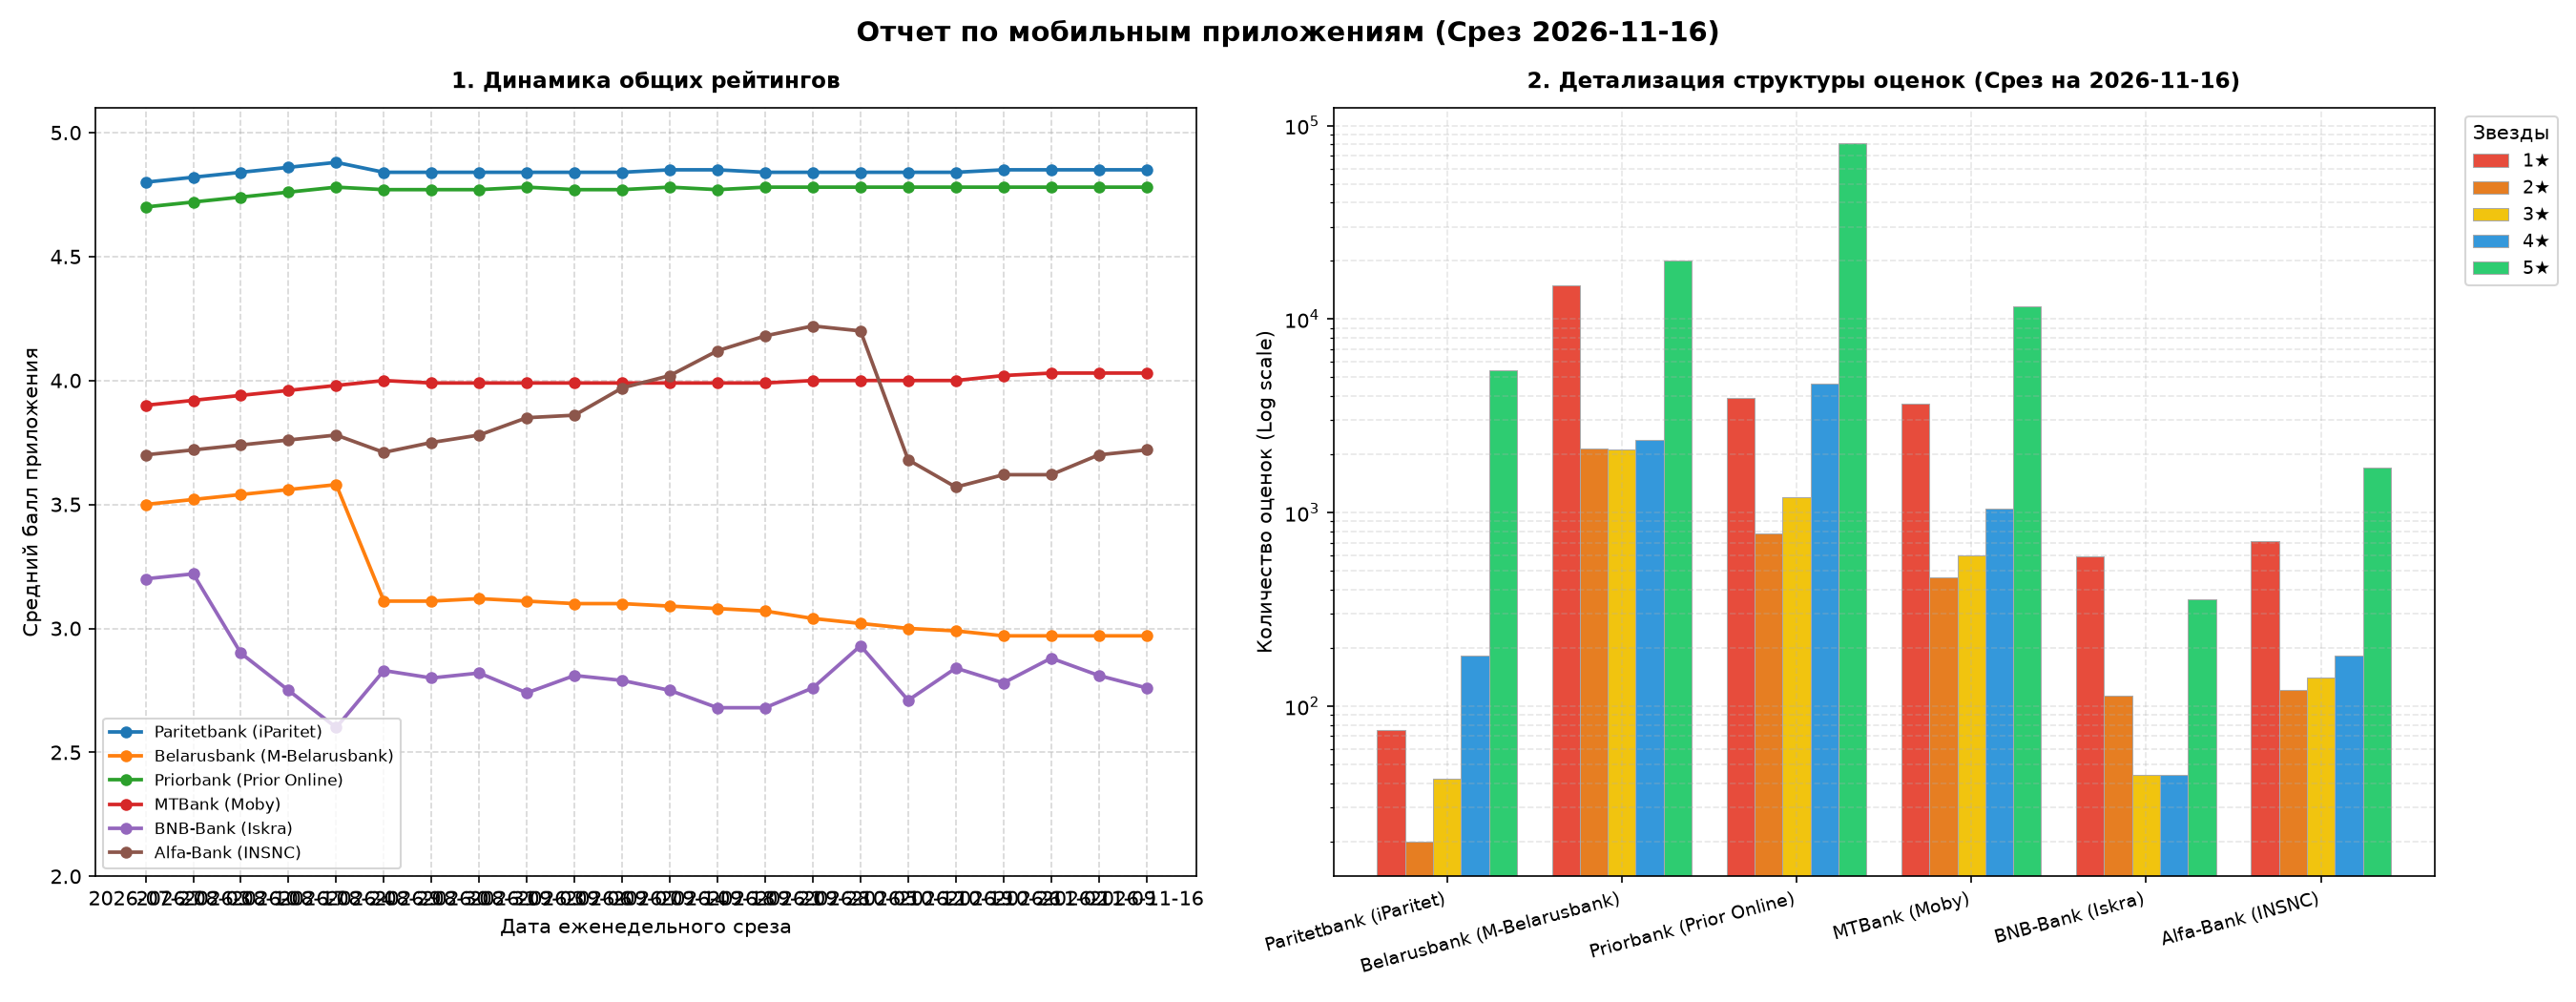 Отчет по мобильным приложениям (Срез 2026-11-16)
1. Динамика общих рейтингов
Средний балл приложения
5.0
4.5
4.0
3.5
3.0
2.5
2.0
Paritetbank (iParitet)
Belarusbank (M-Belarusbank)
Priorbank (Prior Online)
MTBank (Moby)
BNB-Bank (Iskra)
Alfa-Bank (INSNC)
Дата еженедельного среза
2. Детализация структуры оценок (Срез на 2026-11-16)
Количество оценок (Log scale)
10^5
10^4
10^3
10^2
Paritetbank (iParitet)
Belarusbank (M-Belarusbank)
Priorbank (Prior Online)
MTBank (Moby)
BNB-Bank (Iskra)
Alfa-Bank (INSNC)
Звезды
1★
2★
3★
4★
5★